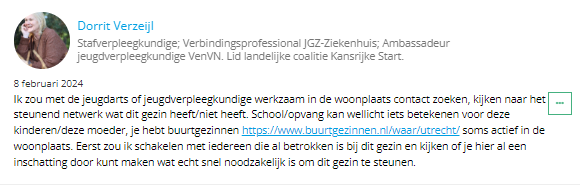 Dorrit Verzeijl
Stafverpleegkundige; Verbindingsprofessional JGZ-Ziekenhuis; Ambassadeur
jeugdverpleegkundige VenVN. Lid landelijke coalitie Kansrijke Start.
8 februari 2024
Ik zou met de jeugdarts of jeugdverpleegkundige werkzaam in de woonplaats contact zoeken, kijken naar het
steunend netwerk wat dit gezin heeft/niet heeft. School/opvang kan wellicht iets betekenen voor deze
kinderen/deze moeder, je hebt buurtgezinnen https://www.buurtgezinnen.nl/waar/utrecht/ soms actief in de
woonplaats. Eerst zou ik schakelen met iedereen die al betrokken is bij dit gezin en kijken of je hier al een
inschatting door kunt maken wat echt snel noodzakelijk is om dit gezin te steunen.